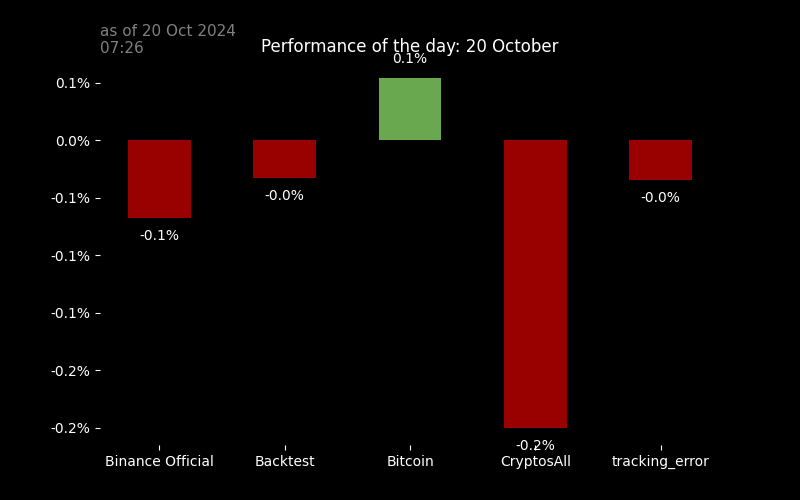 as of 20 Oct 2024
07:26
Performance of the day: 20 October
0.1%
0.1%
0.0%
-0.1%
-0.0%
-0.0%
-0.1%
-0.1%
-0.1%
-0.1%
-0.2%
-0.2%
-0.2%
Binance Official
Backtest
Bitcoin
CryptosAll
tracking_error